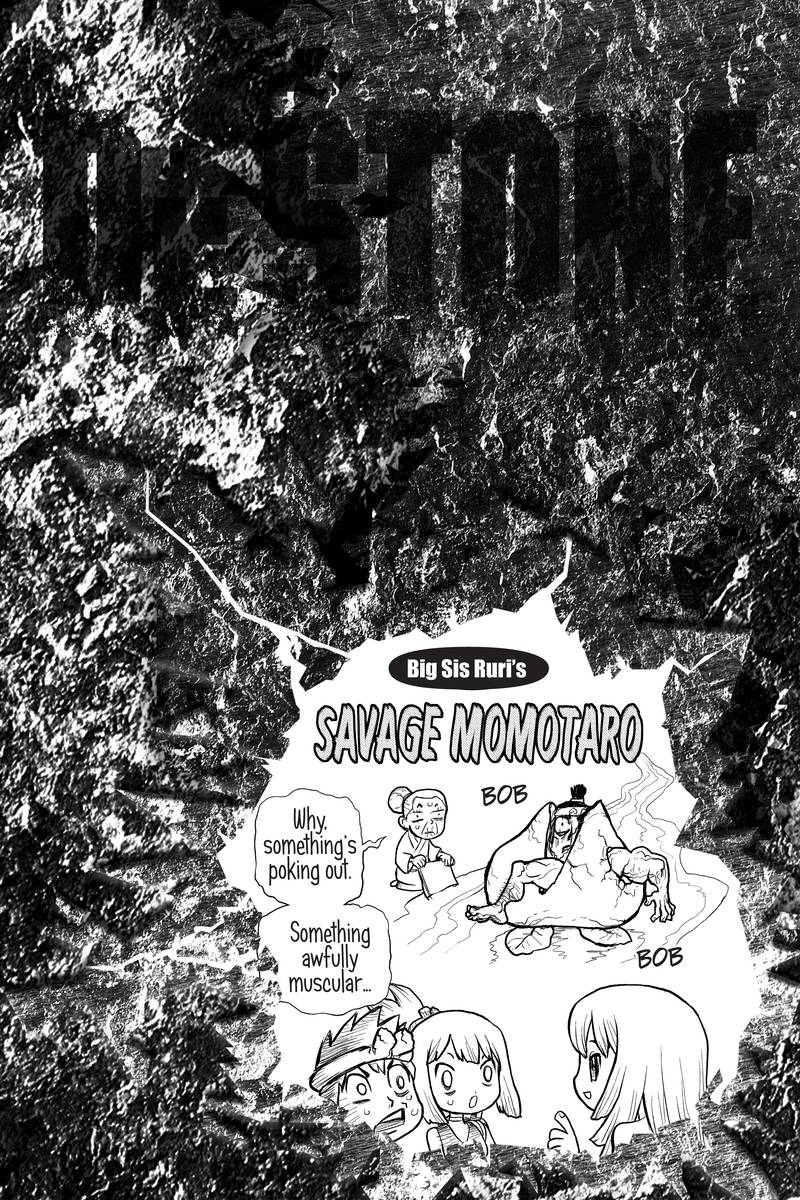 Dr.STONE
Big Sis Ruri's
SAVAGE MOMOTARO
BOB
Why,
something's
poking out.
Something
awfully
muscular...
BOB